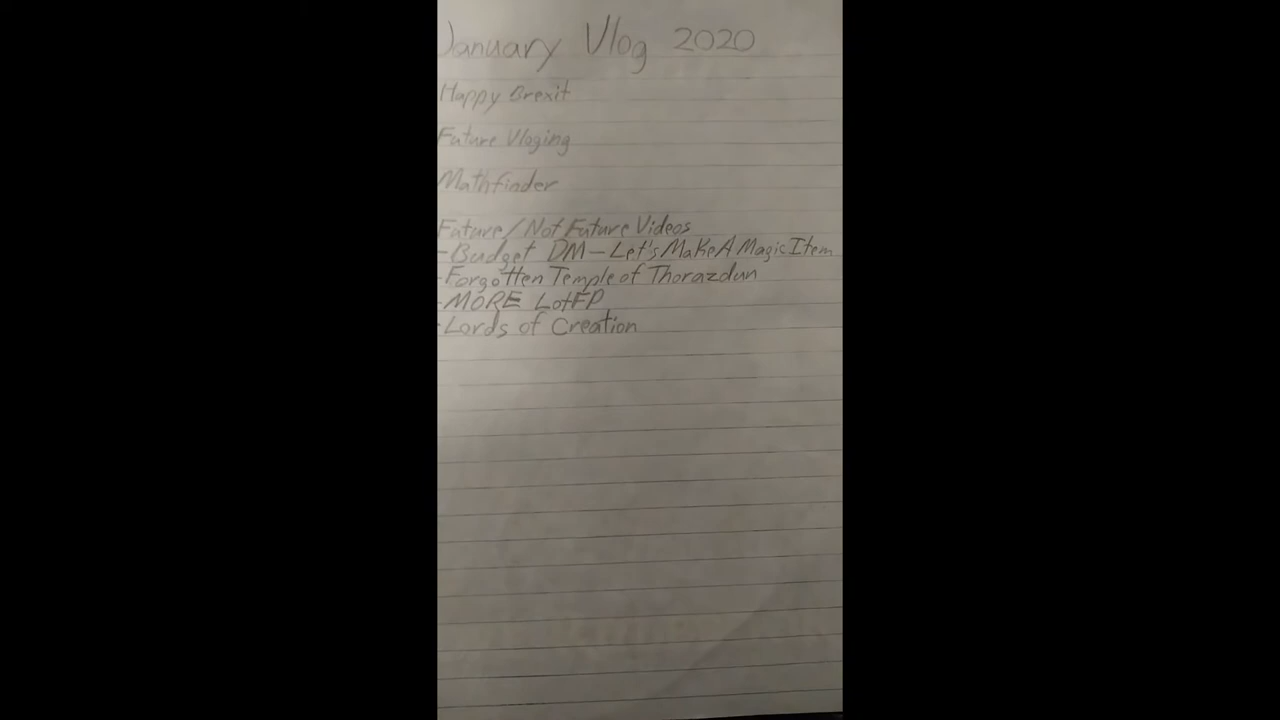 January Vlog 2020
Happy Brexit
Future Vloging
Mathfinder
Future/Not Future Videos
-Budget DM-Let's Make A Magic Item
-Forgotten Temple of Thorazdun
-MORE LotFP
-Lords of Creation